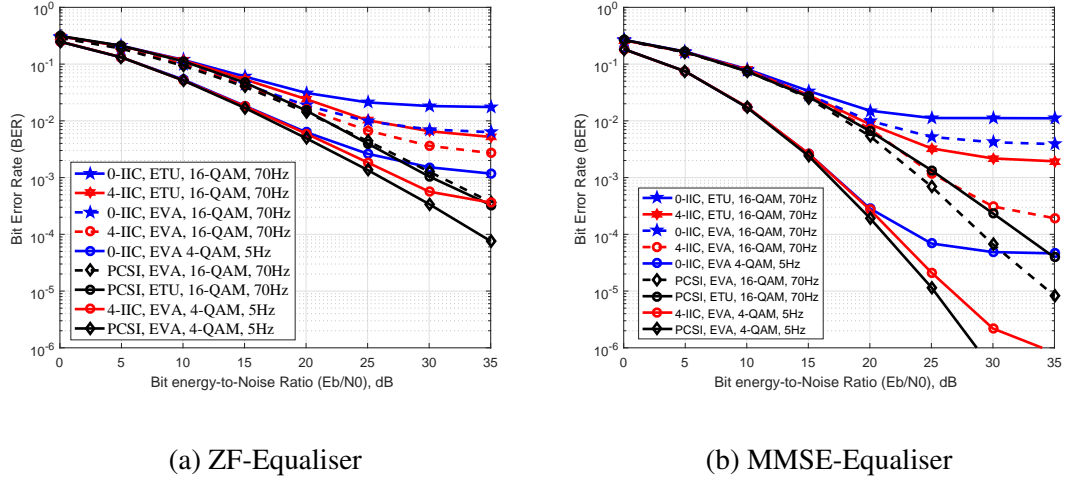 10^0
10^-1
10^-2
10^-3
10^-4
10^-5
10^-6
Bit Error Rate (BER)
0-IIC, ETU, 16-QAM, 70Hz
4-IIC, ETU, 16-QAM, 70Hz
0-IIC, EVA, 16-QAM, 70Hz
4-IIC, EVA, 16-QAM, 70Hz
0-IIC, EVA 4-QAM, 5Hz
PCSI, EVA, 16-QAM, 70Hz
PCSI, ETU, 16-QAM, 70Hz
4-IIC, EVA, 4-QAM, 5Hz
PCSI, EVA, 4-QAM, 5Hz
0 5 10 15 20 25 30 35
Bit energy-to-Noise Ratio (Eb/N0), dB
(a) ZF-Equaliser
10^0
10^-1
10^-2
10^-3
10^-4
10^-5
10^-6
Bit Error Rate (BER)
0-IIC, ETU, 16-QAM, 70Hz
4-IIC, ETU, 16-QAM, 70Hz
0-IIC, EVA, 16-QAM, 70Hz
4-IIC, EVA, 16-QAM, 70Hz
0-IIC, EVA 4-QAM, 5Hz
PCSI, EVA, 16-QAM, 70Hz
PCSI, ETU, 16-QAM, 70Hz
4-IIC, EVA, 4-QAM, 5Hz
PCSI, EVA, 4-QAM, 5Hz
0 5 10 15 20 25 30 35
Bit energy-to-Noise Ratio (Eb/N0), dB
(b) MMSE-Equaliser